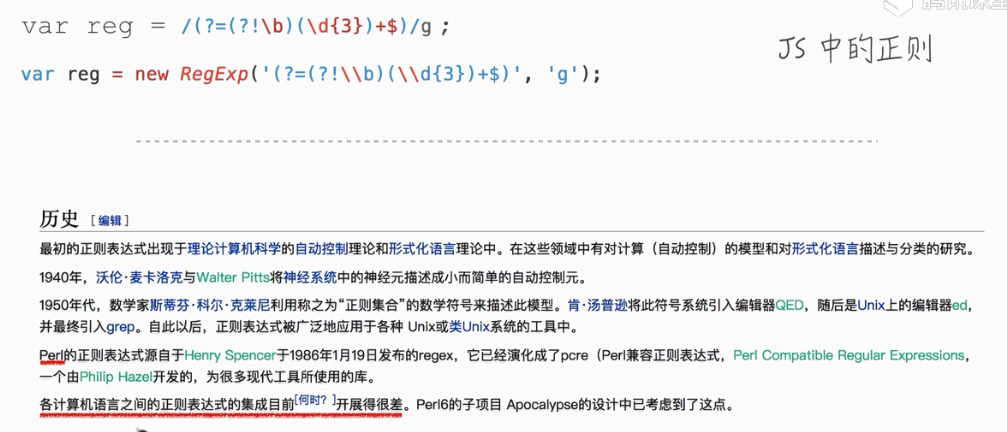 腾讯课堂
var reg = /(?=(?!\b)(\d{3})+$)/g ;
JS 中的正则
var reg = new RegExp('(?=(?!\\b)(\\d{3})+$)', 'g');
历史 [编辑]
最初的正则表达式出现于理论计算机科学的自动控制理论和形式化语言理论中。在这些领域中有对计算（自动控制）的模型和对形式化语言描述与分类的研究。
1940年，沃伦·麦卡洛克与Walter Pitts将神经系统中的神经元描述成小而简单的自动控制元。
1950年代，数学家斯蒂芬·科尔·克莱尼利用称之为“正则集合”的数学符号来描述此模型。肯·汤普逊将此符号系统引入编辑器QED，随后是Unix上的编辑器ed，
并最终引入grep。自此以后，正则表达式被广泛地应用于各种 Unix或类Unix系统的工具中。
Perl的正则表达式源自于Henry Spencer于1986年1月19日发布的regex，它已经演化成了pcre（Perl兼容正则表达式，Perl Compatible Regular Expressions，
一个由Philip Hazel开发的，为很多现代工具所使用的库。
各计算机语言之间的正则表达式的集成目前[何时？]开展得很差。Perl6的子项目 Apocalypse的设计中已考虑到了这点。